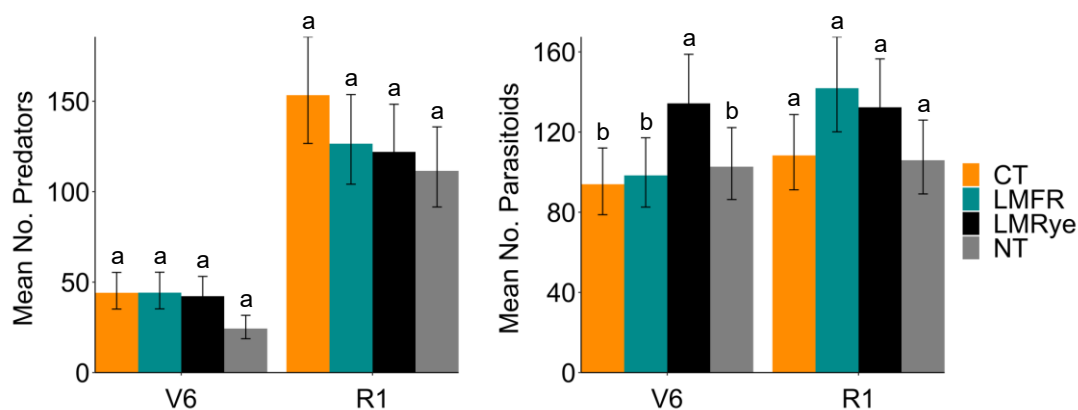 Mean No. Predators
150
100
50
0
a a a a
a a a a
V6 R1
Mean No. Parasitoids
160
120
80
40
0
b b a b
a a a a
V6 R1
CT
LMFR
LMRye
NT